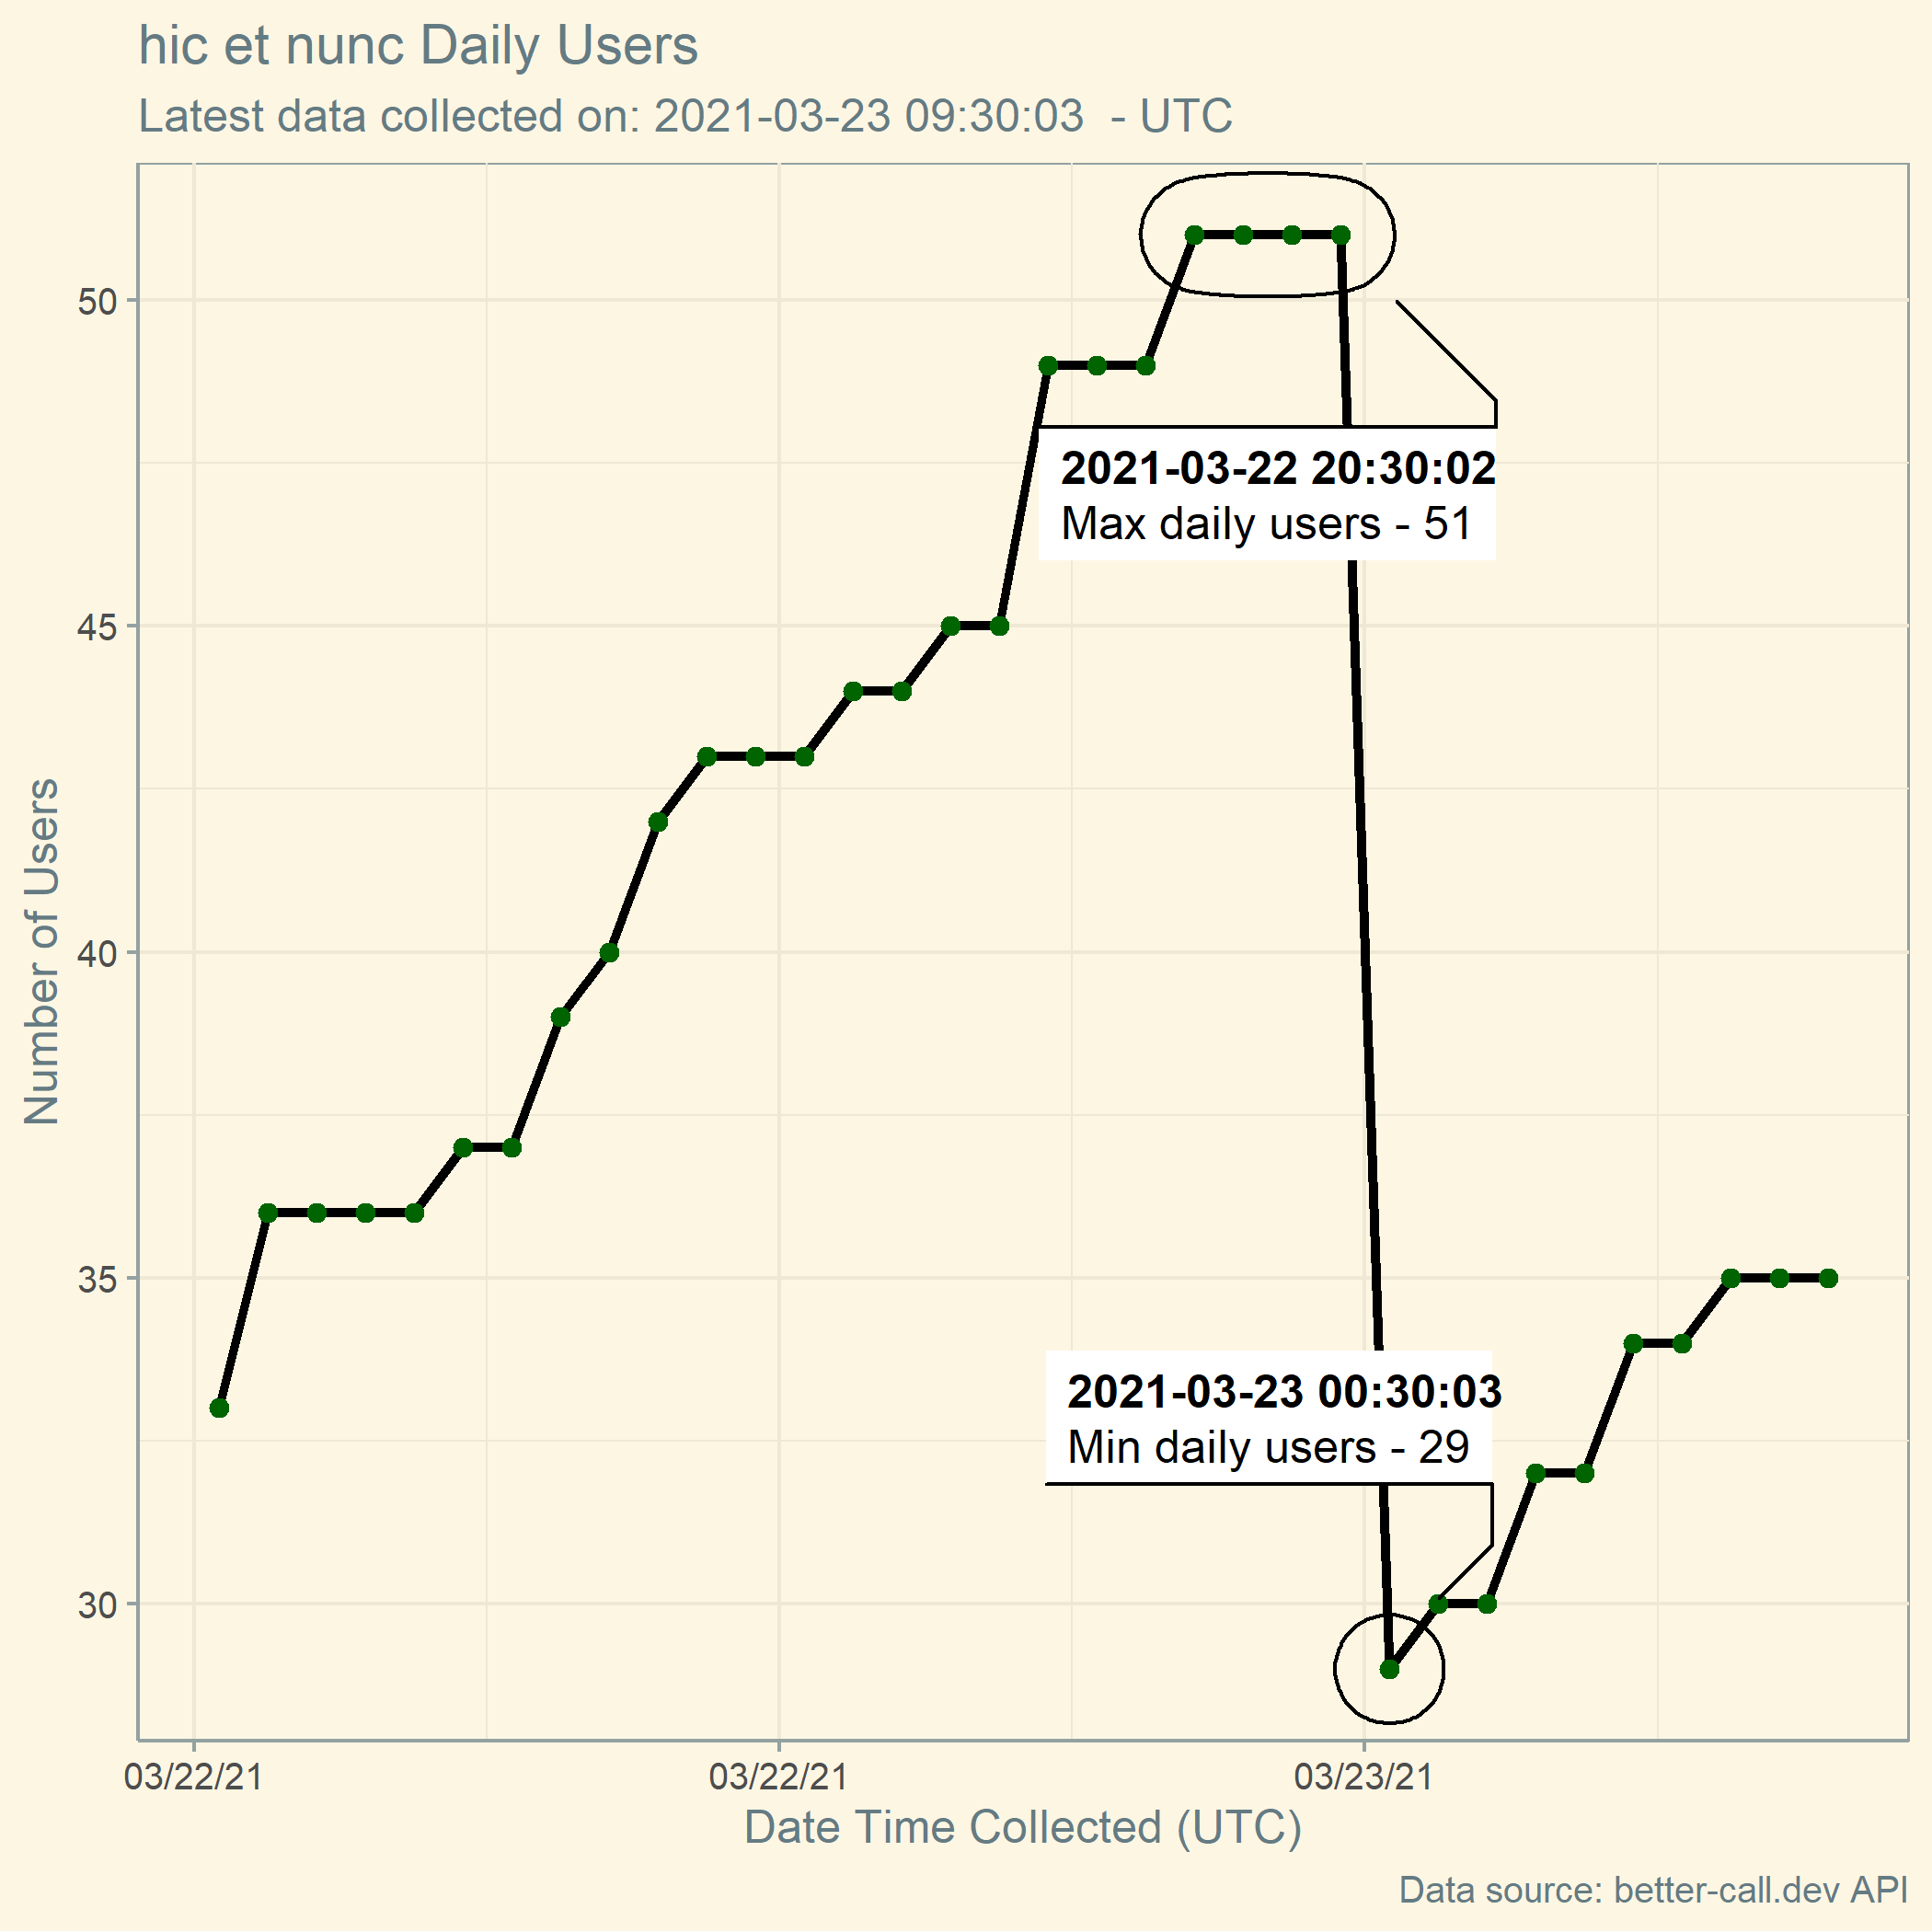 hic et nunc Daily Users
Latest data collected on: 2021-03-23 09:30:03  - UTC
Number of Users
50
45
40
35
30
2021-03-22 20:30:02
Max daily users - 51
2021-03-23 00:30:03
Min daily users - 29
03/22/21
03/22/21
03/23/21
Date Time Collected (UTC)
Data source: better-call.dev API